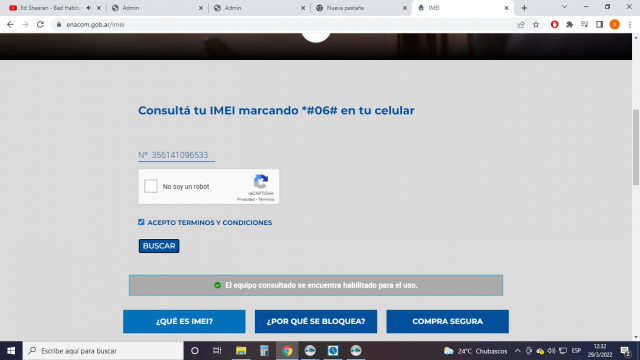 Ed Sheeran - Bad Habits
Admin
Admin
Nueva pestaña
IMEI
enacom.gob.ar/imei
Consultá tu IMEI marcando *#06# en tu celular
Nº 356141096533
No soy un robot
reCAPTCHA
Privacidad - Términos
ACEPTO TERMINOS Y CONDICIONES
BUSCAR
El equipo consultado se encuentra habilitado para el uso.
¿QUÉ ES IMEI?
¿POR QUÉ SE BLOQUEA?
COMPRA SEGURA
Escribe aquí para buscar
24°C Chubascos
ESP
12:32
29/3/2022